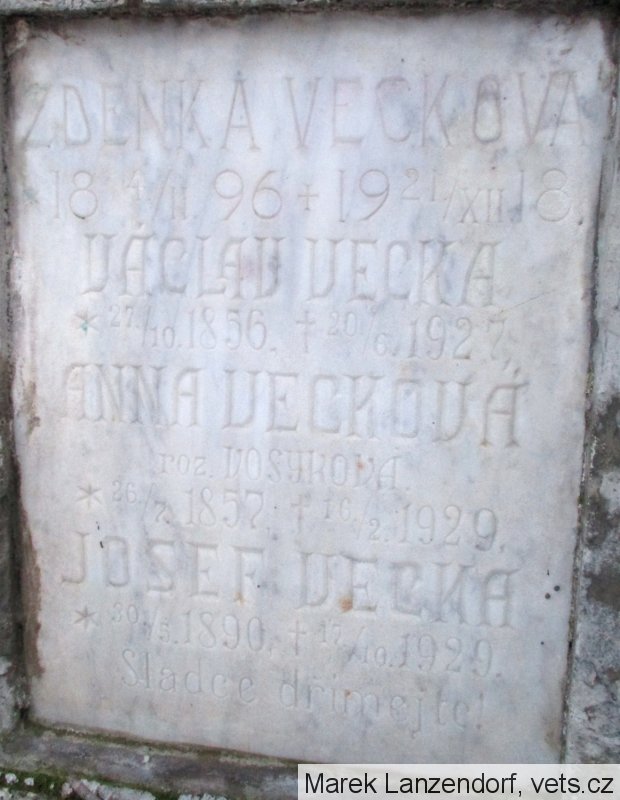 ZDENKA VECKOVÁ
18 4/II. 96 + 19 21/XII. 18.
VÁCLAV VECKA
* 27./10. 1856. † 20./6. 1927.
ANNA VECKOVÁ
roz. VOSYKOVÁ.
* 26./7. 1857. † 16./2. 1929.
JOSEF VECKA
* 30./5. 1890. † 17./10. 1929.
Sladce dřímejte!
Marek Lanzendorf, vets.cz